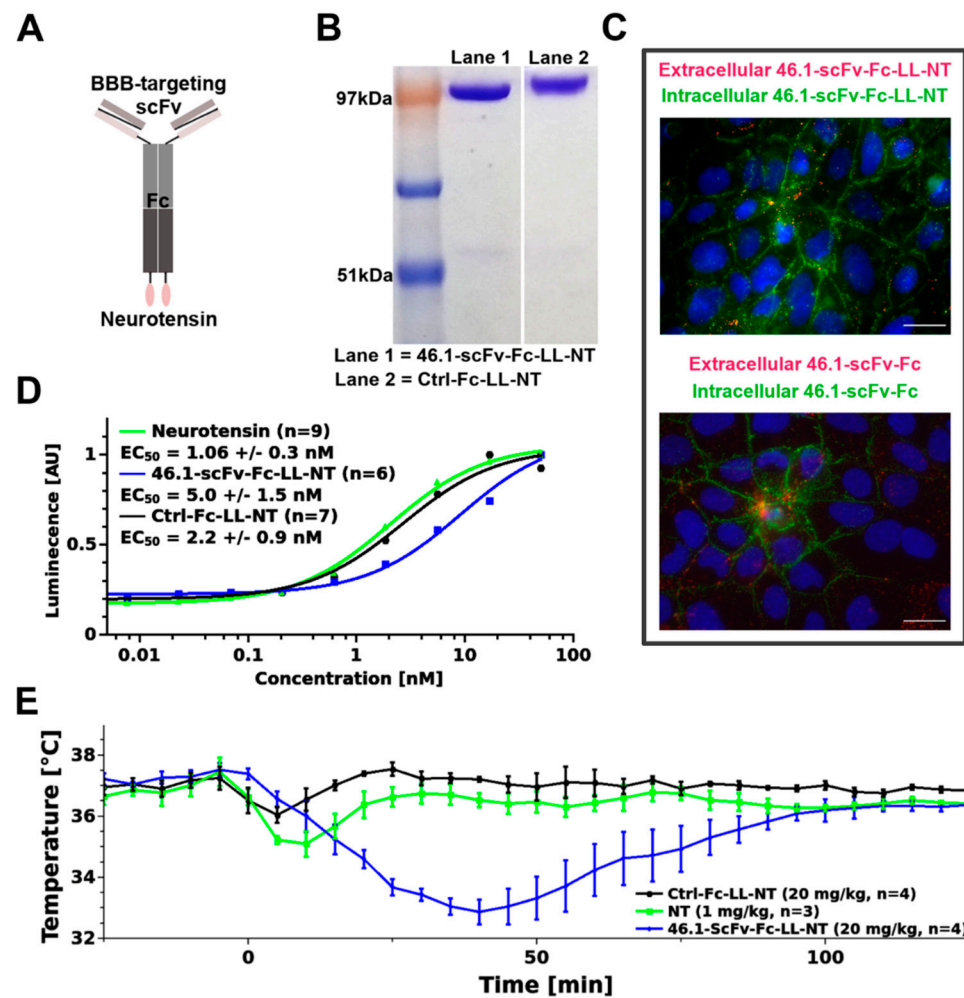 A
BBB-targeting
scFv
Fc
Neurotensin
B
Lane 1 Lane 2
97kDa
51kDa
Lane 1 = 46.1-scFv-Fc-LL-NT
Lane 2 = Ctrl-Fc-LL-NT
C
Extracellular 46.1-scFv-Fc-LL-NT
Intracellular 46.1-scFv-Fc-LL-NT
Extracellular 46.1-scFv-Fc
Intracellular 46.1-scFv-Fc
D
Neurotensin (n=9)
EC50 = 1.06 +/- 0.3 nM
46.1-scFv-Fc-LL-NT (n=6)
EC50 = 5.0 +/- 1.5 nM
Ctrl-Fc-LL-NT (n=7)
EC50 = 2.2 +/- 0.9 nM
Luminecence [AU]
1
0.5
0
0.01 0.1 1 10 100
Concentration [nM]
E
Temperature [°C]
38
36
34
32
Ctrl-Fc-LL-NT (20 mg/kg, n=4)
NT (1 mg/kg, n=3)
46.1-ScFv-Fc-LL-NT (20 mg/kg, n=4)
0 50 100
Time [min]